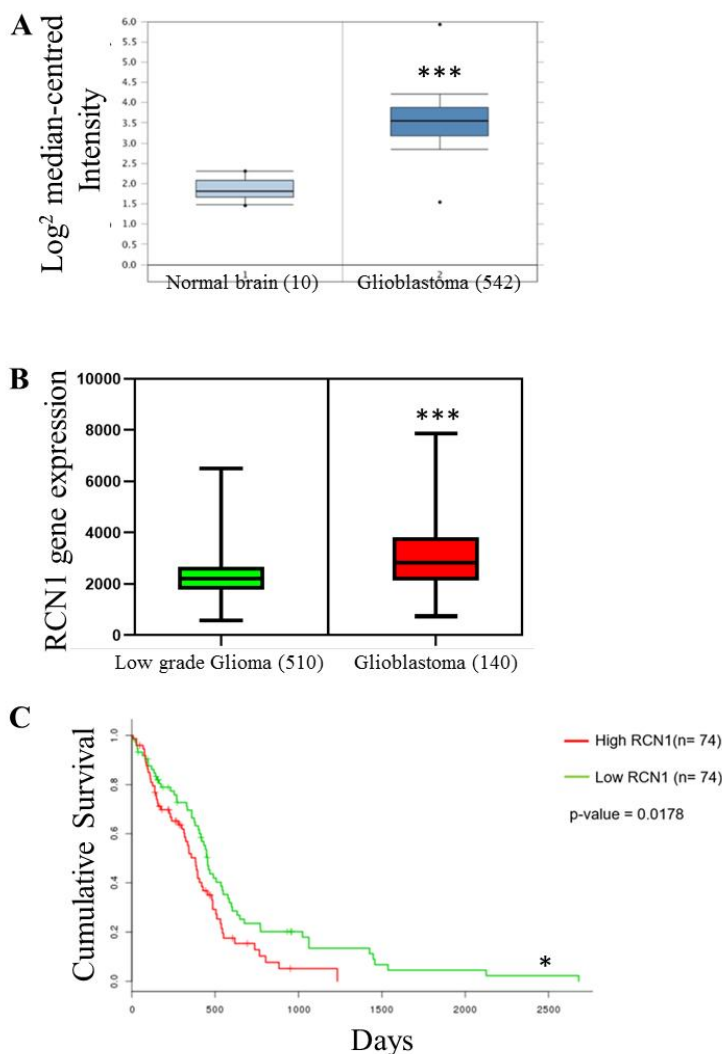 A
Log² median-centred
Intensity
6.0
5.5
5.0
4.5
4.0
3.5
3.0
2.5
2.0
1.5
1.0
0.5
0.0
***
1
2
Normal brain (10)
Glioblastoma (542)
B
RCN1 gene expression
10000
8000
6000
4000
2000
0
***
Low grade Glioma (510)
Glioblastoma (140)
C
Cumulative Survival
1.0
0.8
0.6
0.4
0.2
0.0
High RCN1(n= 74)
Low RCN1 (n= 74)
p-value = 0.0178
*
0
500
1000
1500
2000
2500
Days